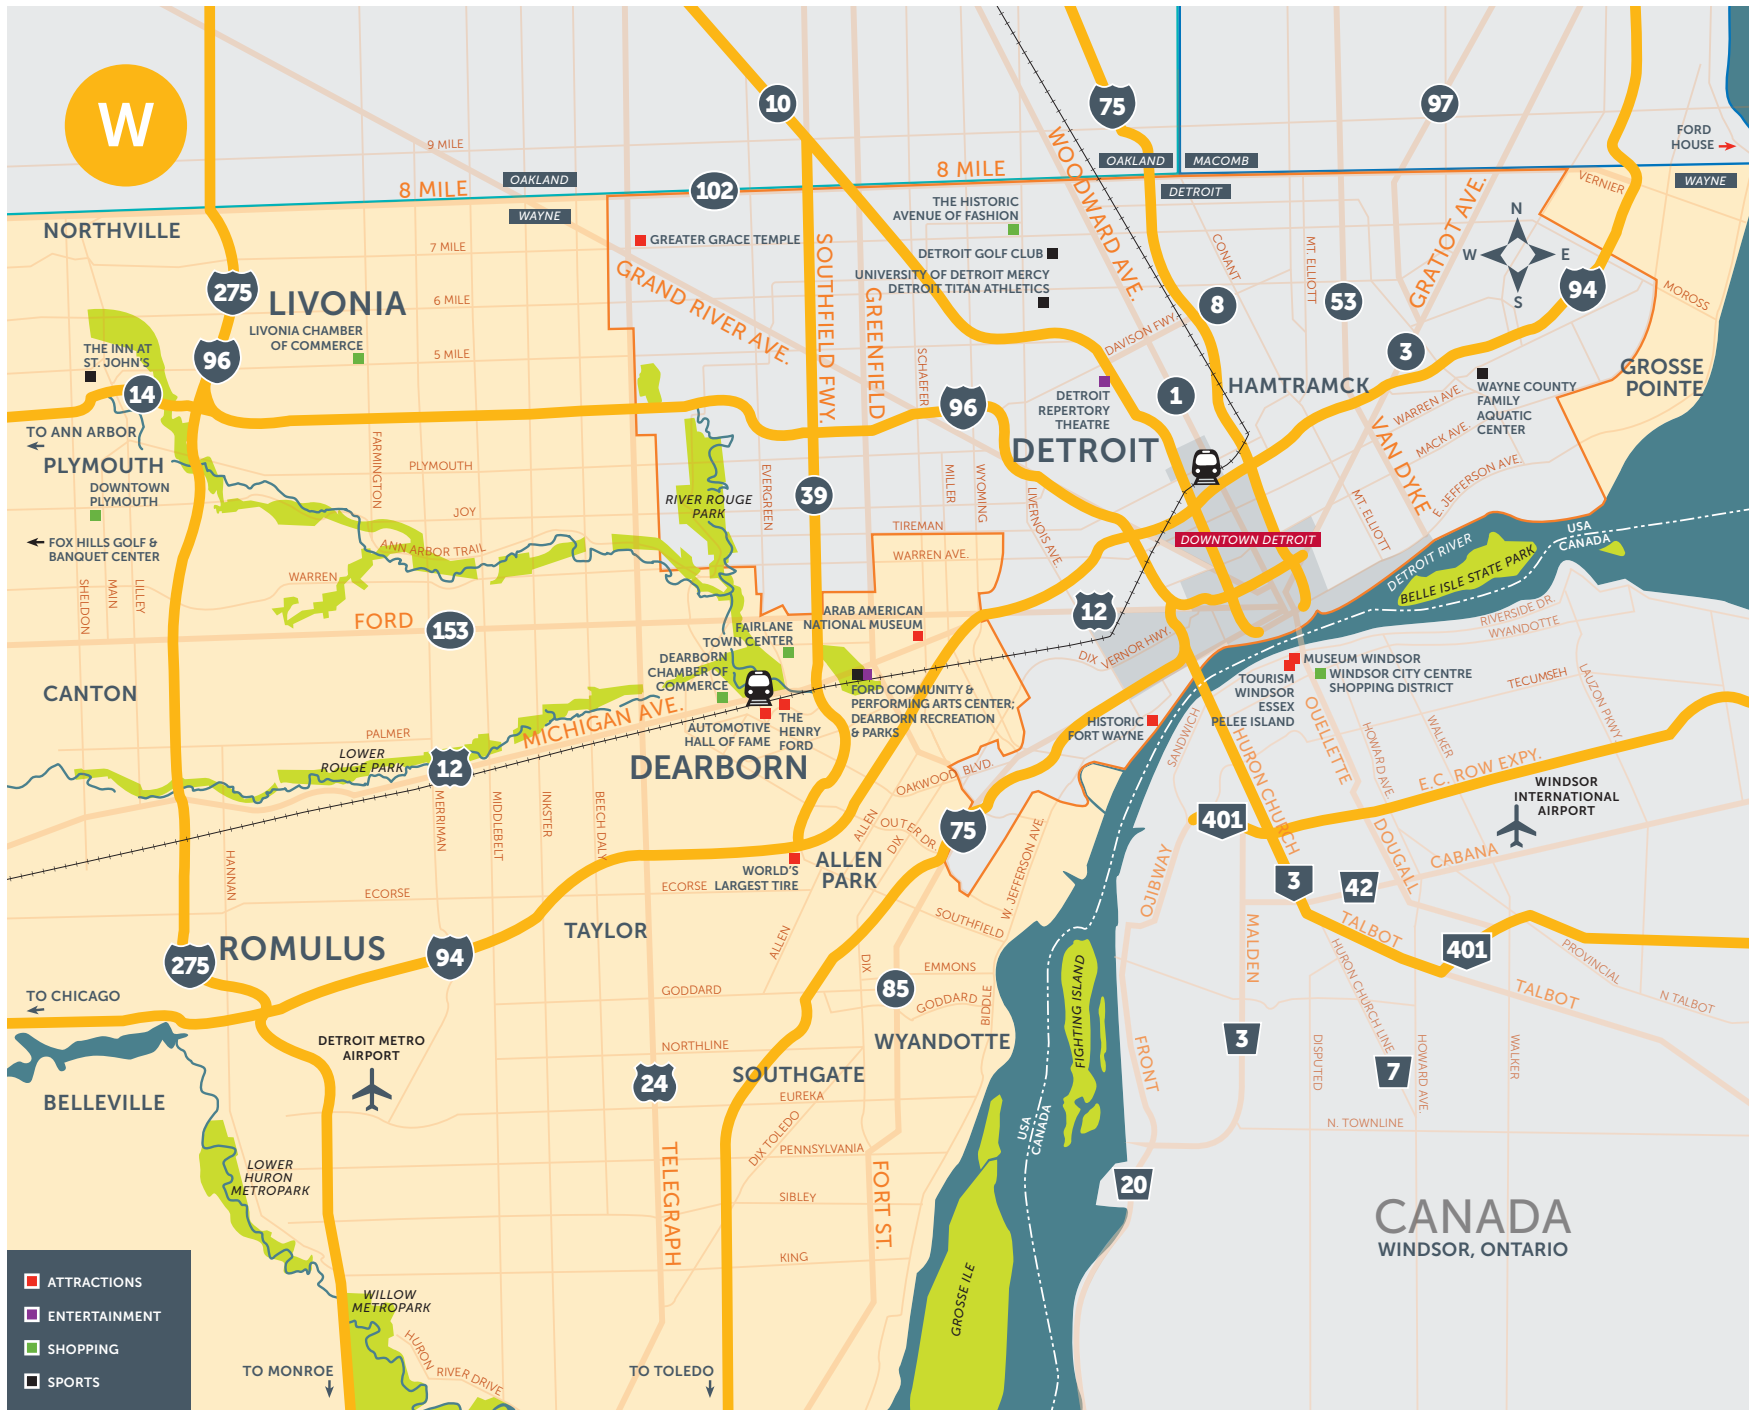 W
10
75
97
FORD
HOUSE
9 MILE
8 MILE
OAKLAND
102
8 MILE
OAKLAND
MACOMB
WAYNE
DETROIT
WAYNE
VERNIER
NORTHVILLE
7 MILE
GREATER GRACE TEMPLE
THE HISTORIC
AVENUE OF FASHION
DETROIT GOLF CLUB
UNIVERSITY OF DETROIT MERCY
DETROIT TITAN ATHLETICS
WOODWARD AVE.
CONANT
MT. ELLIOTT
GRATIOT AVE.
N
W
E
S
94
MOROSS
275
LIVONIA
6 MILE
GRAND RIVER AVE.
SOUTHFIELD FWY.
GREENFIELD
SCHAEFER
8
53
3
DAVISON FWY.
LIVONIA CHAMBER
OF COMMERCE
5 MILE
THE INN AT
ST. JOHN'S
96
14
96
DETROIT
REPERTORY
THEATRE
1
HAMTRAMCK
WAYNE COUNTY
FAMILY
AQUATIC
CENTER
GROSSE
POINTE
WARREN AVE.
MACK AVE.
VAN DYKE
E. JEFFERSON AVE.
TO ANN ARBOR
PLYMOUTH
DOWNTOWN
PLYMOUTH
FARMINGTON
PLYMOUTH
JOY
DETROIT
RIVER ROUGE
PARK
EVERGREEN
39
MILLER
WYOMING
LIVERNOIS AVE.
MT. ELLIOTT
TIREMAN
WARREN AVE.
DOWNTOWN DETROIT
USA
CANADA
DETROIT RIVER
BELLE ISLE STATE PARK
FOX HILLS GOLF &
BANQUET CENTER
ANN ARBOR TRAIL
WARREN
SHELDON
MAIN
LILLEY
FORD
153
ARAB AMERICAN
NATIONAL MUSEUM
FAIRLANE
TOWN CENTER
DEARBORN
CHAMBER OF
COMMERCE
12
DIX
VERNOR HWY.
RIVERSIDE DR.
WYANDOTTE
MUSEUM WINDSOR
WINDSOR CITY CENTRE
SHOPPING DISTRICT
TOURISM
WINDSOR
ESSEX
PELEE ISLAND
TECUMSEH
LAUZON PKWY.
CANTON
FORD COMMUNITY &
PERFORMING ARTS CENTER;
DEARBORN RECREATION
& PARKS
MICHIGAN AVE.
AUTOMOTIVE
HALL OF FAME
THE
HENRY
FORD
HISTORIC
FORT WAYNE
SANDWICH
HURON CHURCH
OUELLETTE
HOWARD AVE.
WALKER
PALMER
LOWER
ROUGE PARK
12
DEARBORN
OAKWOOD BLVD.
E.C. ROW EXPY.
WINDSOR
INTERNATIONAL
AIRPORT
MERRIMAN
MIDDLEBELT
INKSTER
BEECH DALY
ALLEN
DIX
OUTER DR.
75
W. JEFFERSON AVE.
401
HANNAN
WORLD'S
LARGEST TIRE
ALLEN
PARK
OJIBWAY
DOUGALL
CABANA
3
42
ECORSE
ECORSE
SOUTHFIELD
TALBOT
401
MALDEN
HURON CHURCH LINE
PROVINCIAL
TAYLOR
ROMULUS
275
94
ALLEN
DIX
EMMONS
TO CHICAGO
GODDARD
85
GODDARD
BIDDLE
FIGHTING ISLAND
TALBOT
N TALBOT
DETROIT METRO
AIRPORT
NORTHLINE
WYANDOTTE
FRONT
3
DISPUTED
7
HOWARD AVE.
WALKER
24
SOUTHGATE
EUREKA
BELLEVILLE
USA
CANADA
N. TOWNLINE
DIX TOLEDO
PENNSYLVANIA
TELEGRAPH
FORT ST.
LOWER
HURON
METROPARK
SIBLEY
20
CANADA
WINDSOR, ONTARIO
KING
GROSSE ILE
ATTRACTIONS
ENTERTAINMENT
SHOPPING
SPORTS
WILLOW
METROPARK
HURON
RIVER DRIVE
TO MONROE
TO TOLEDO